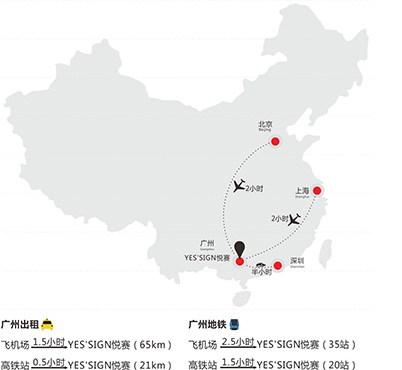 北京
Beijing
2小时
上海
Shanghai
2小时
广州
Guangzhou
YES'SIGN悦赛
半小时
深圳
Shenzhen
广州出租
飞机场 1.5小时 YES'SIGN悦赛（65km）
高铁站 0.5小时 YES'SIGN悦赛（21km）
广州地铁
飞机场 2.5小时 YES'SIGN悦赛（35站）
高铁站 1.5小时 YES'SIGN悦赛（20站）